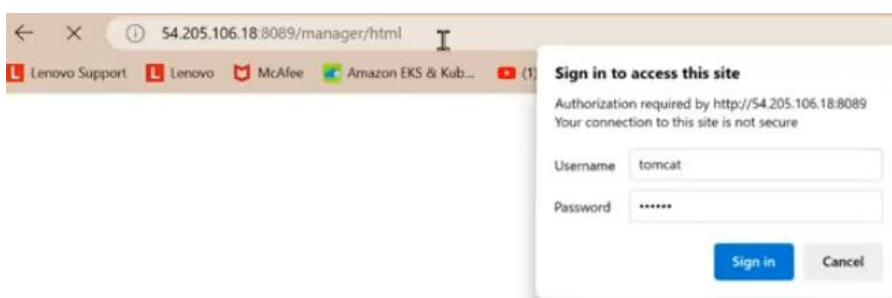 54.205.106.18:8089/manager/html
L Lenovo Support L Lenovo McAfee Amazon EKS & Kub... (1)
Sign in to access this site
Authorization required by http://54.205.106.18:8089
Your connection to this site is not secure
Username tomcat
Password ••••••
Sign in Cancel